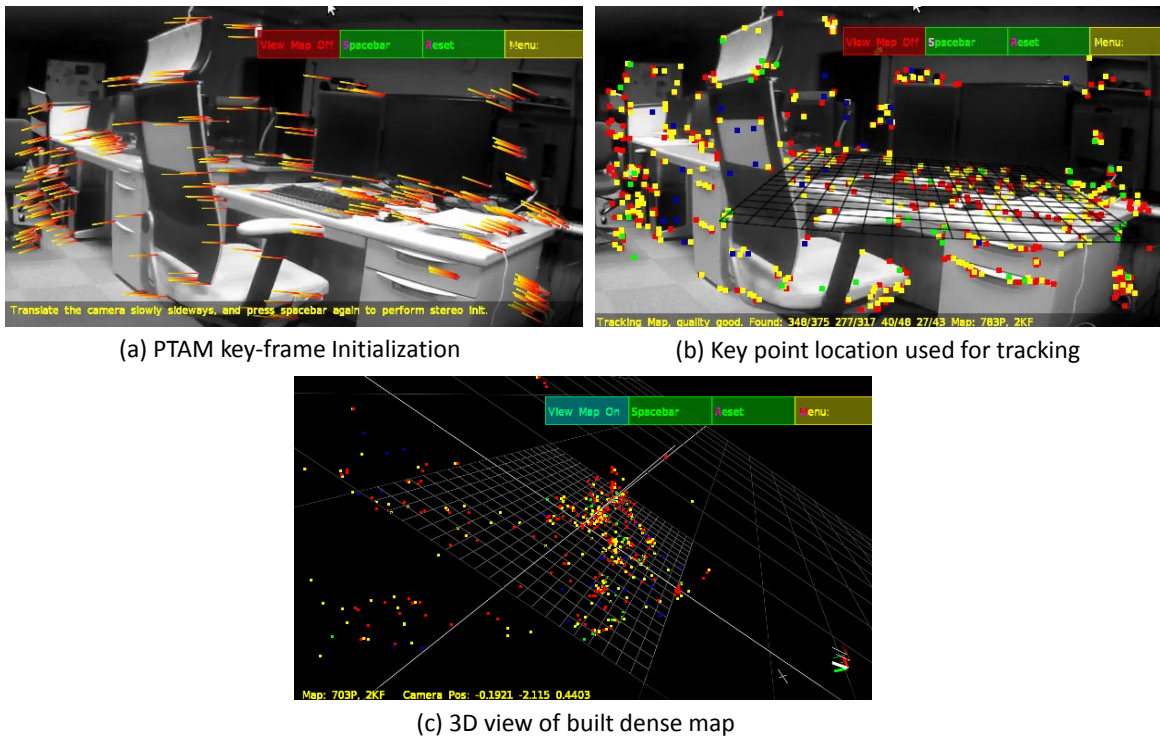 View Map Off Spacebar Reset Menu:
Translate the camera slowly sideways, and press spacebar again to perform stereo init.
(a) PTAM key-frame Initialization
View Map Off Spacebar Reset Menu:
Tracking Map, quality good. Found: 348/375 277/317 40/48 27/43 Map: 783P, 2KF
(b) Key point location used for tracking
View Map On Spacebar Reset Menu:
Map: 703P, 2KF Camera Pos: -0.1921 -2.115 0.4403
(c) 3D view of built dense map